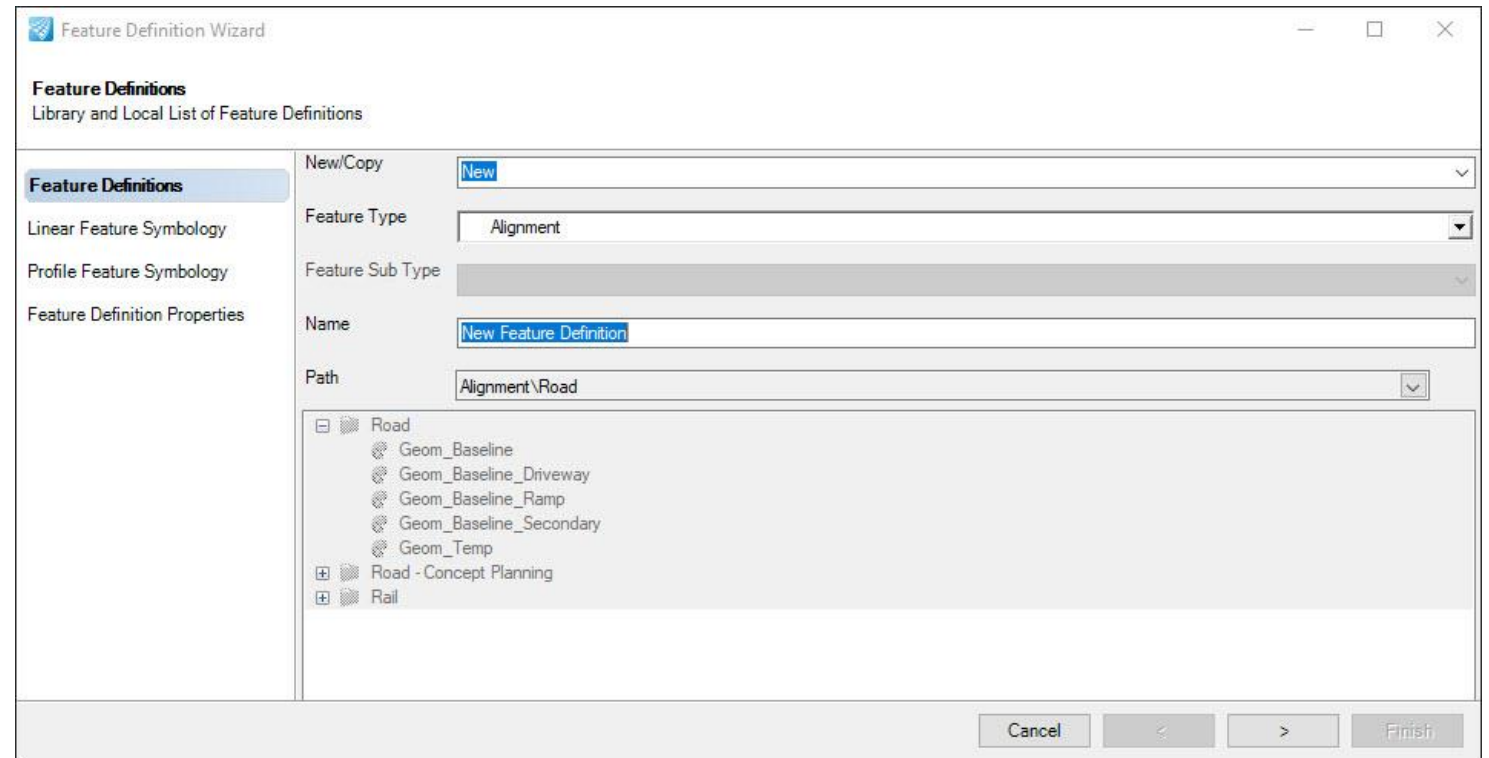 Feature Definition Wizard
Feature Definitions
Library and Local List of Feature Definitions
Feature Definitions
Linear Feature Symbology
Profile Feature Symbology
Feature Definition Properties
New/Copy New
Feature Type Alignment
Feature Sub Type
Name New Feature Definition
Path Alignment\Road
Road
Geom_Baseline
Geom_Baseline_Driveway
Geom_Baseline_Ramp
Geom_Baseline_Secondary
Geom_Temp
Road - Concept Planning
Rail
Cancel < > Finish